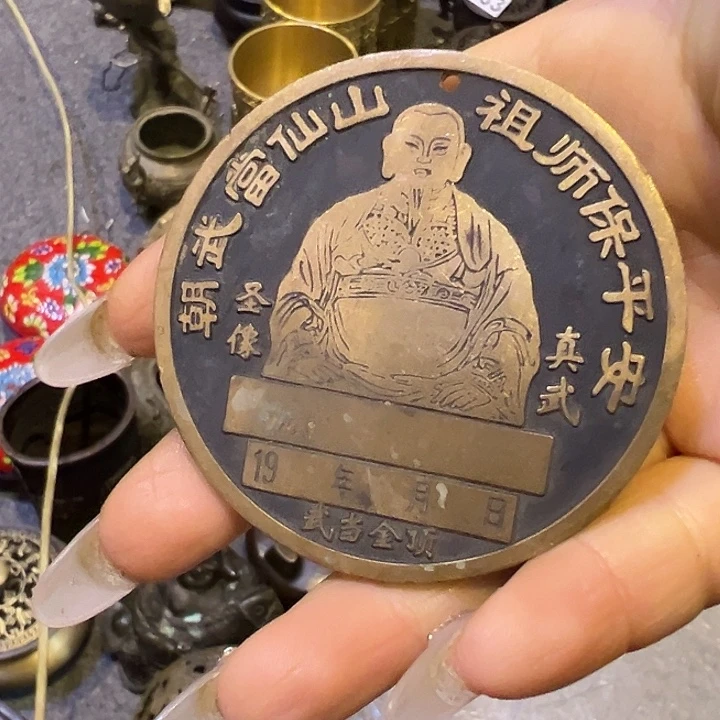 朝武當仙山
祖师保平安
真武
圣像
19 年 月 日
武当金顶